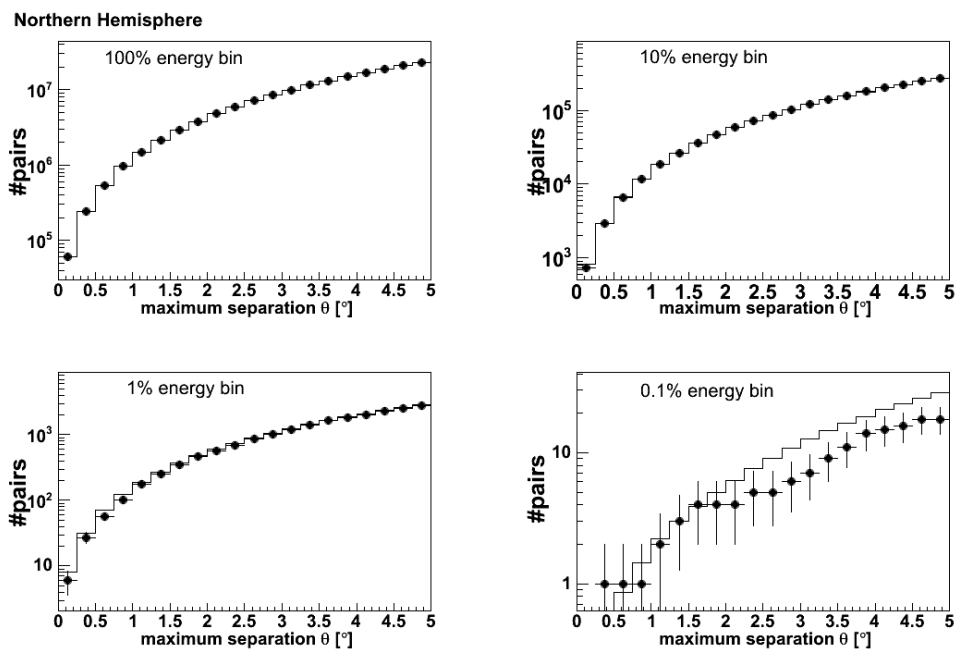 Northern Hemisphere
100% energy bin
#pairs
10^7
10^6
10^5
0 0.5 1 1.5 2 2.5 3 3.5 4 4.5 5
maximum separation θ [°]
10% energy bin
#pairs
10^5
10^4
10^3
0 0.5 1 1.5 2 2.5 3 3.5 4 4.5 5
maximum separation θ [°]
1% energy bin
#pairs
10^3
10^2
10
0 0.5 1 1.5 2 2.5 3 3.5 4 4.5 5
maximum separation θ [°]
0.1% energy bin
#pairs
10
1
0 0.5 1 1.5 2 2.5 3 3.5 4 4.5 5
maximum separation θ [°]